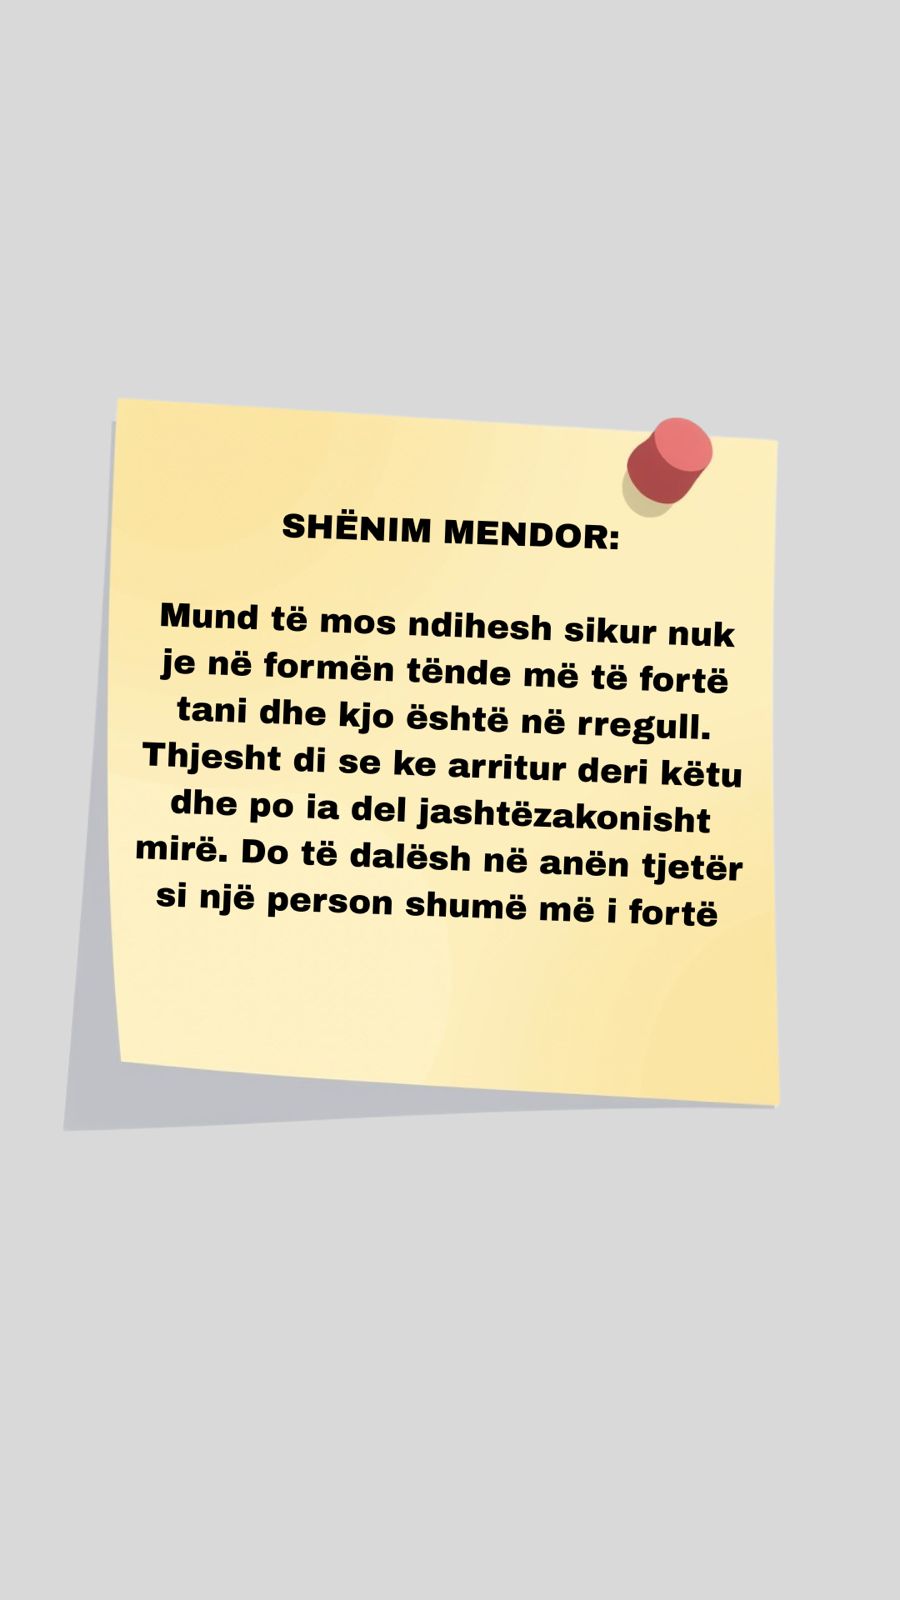 SHËNIM MENDOR:
Mund të mos ndihesh sikur nuk
je në formën tënde më të fortë
tani dhe kjo është në rregull.
Thjesht di se ke arritur deri këtu
dhe po ia del jashtëzakonisht
mirë. Do të dalësh në anën tjetër
si një person shumë më i fortë